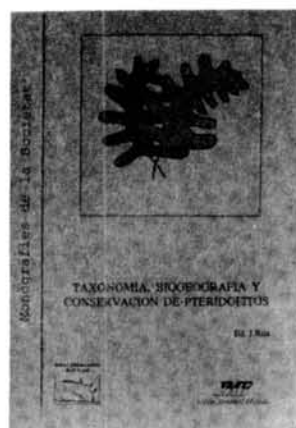 Monografies de la Societat
TAXONOMIA, BIOGEOGRAFIA Y
CONSERVACION DE PTERIDOFITOS
Ed. J. Rita